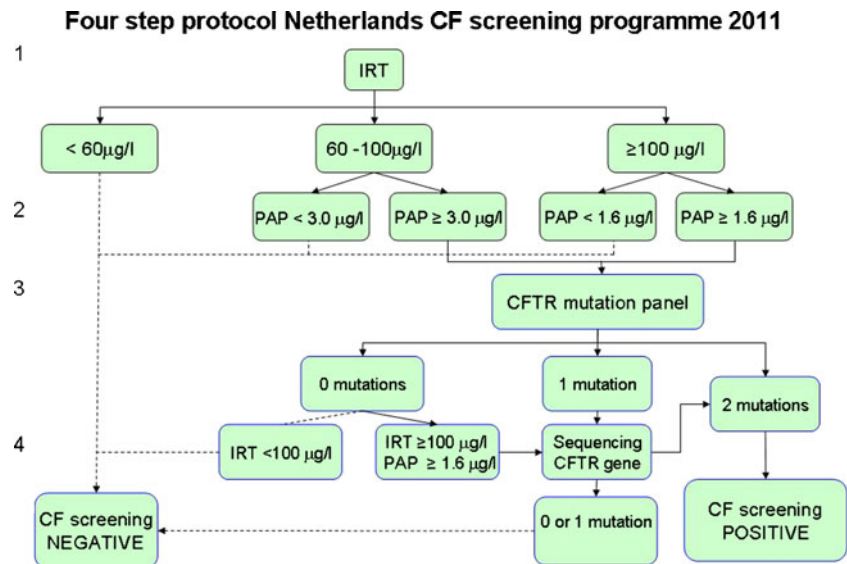 Four step protocol Netherlands CF screening programme 2011
1
IRT
< 60µg/l
60 -100µg/l
≥100 µg/l
2
PAP < 3.0 µg/l
PAP ≥ 3.0 µg/l
PAP < 1.6 µg/l
PAP ≥ 1.6 µg/l
3
CFTR mutation panel
0 mutations
1 mutation
2 mutations
4
IRT <100 µg/l
IRT ≥100 µg/l
PAP ≥ 1.6 µg/l
Sequencing
CFTR gene
CF screening
NEGATIVE
0 or 1 mutation
CF screening
POSITIVE